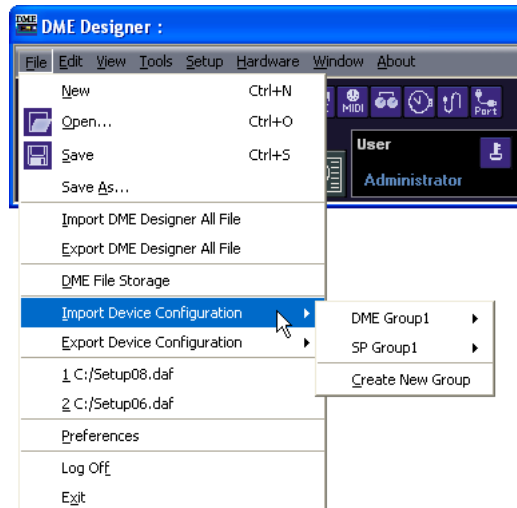 DME Designer :
File Edit View Tools Setup Hardware Window About
New Ctrl+N
Open... Ctrl+O
Save Ctrl+S
Save As...
MIDI
Port
User
Administrator
Import DME Designer All File
Export DME Designer All File
DME File Storage
Import Device Configuration
DME Group1
SP Group1
Create New Group
Export Device Configuration
1 C:/Setup08.daf
2 C:/Setup06.daf
Preferences
Log Off
Exit